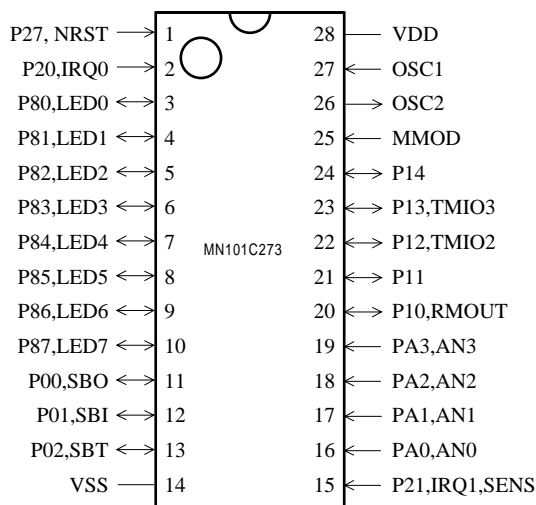 P27, NRST 1 28 VDD
P20,IRQ0 2 27 OSC1
P80,LED0 3 26 OSC2
P81,LED1 4 25 MMOD
P82,LED2 5 24 P14
P83,LED3 6 23 P13,TMIO3
P84,LED4 7 22 P12,TMIO2
MN101C273
P85,LED5 8 21 P11
P86,LED6 9 20 P10,RMOUT
P87,LED7 10 19 PA3,AN3
P00,SBO 11 18 PA2,AN2
P01,SBI 12 17 PA1,AN1
P02,SBT 13 16 PA0,AN0
VSS 14 15 P21,IRQ1,SENS